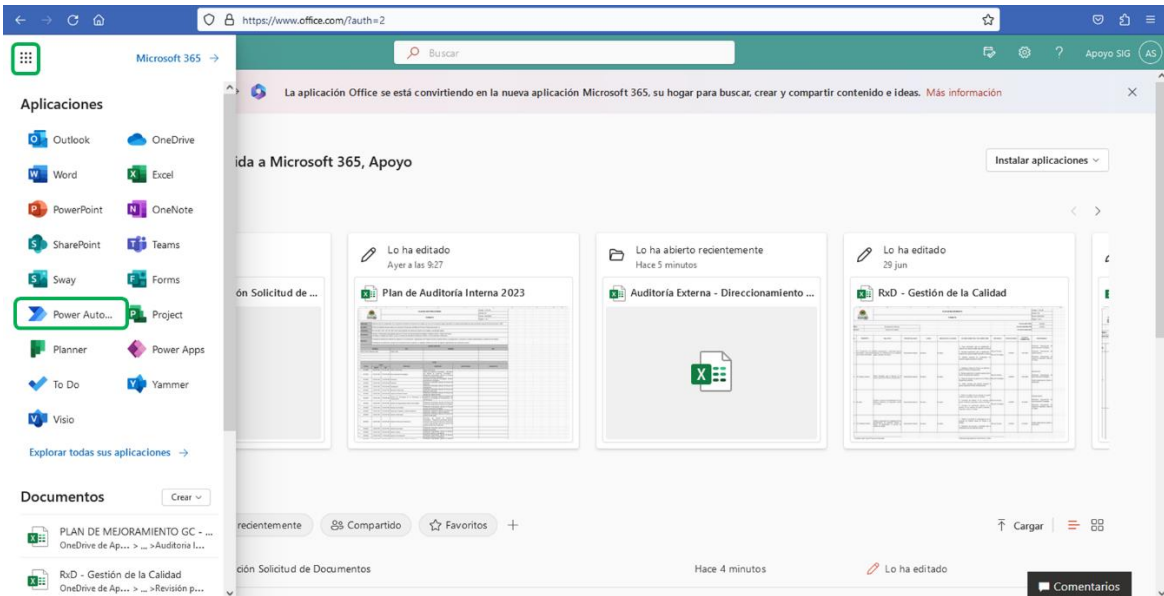 https://www.office.com/?auth=2
Microsoft 365 →
Buscar
Apoyo SIG
AS
Aplicaciones
La aplicación Office se está convirtiendo en la nueva aplicación Microsoft 365, su hogar para buscar, crear y compartir contenido e ideas. Más información
Outlook
OneDrive
Word
Excel
PowerPoint
OneNote
SharePoint
Teams
Sway
Forms
Power Auto...
Project
Planner
Power Apps
To Do
Yammer
Visio
Explorar todas sus aplicaciones →
Documentos
Crear
PLAN DE MEJORAMIENTO GC - ...
OneDrive de Ap... > ... >Auditoria I...
RxD - Gestión de la Calidad
OneDrive de Ap... > ... >Revisión p...
ida a Microsoft 365, Apoyo
Instalar aplicaciones
ón Solicitud de ...
Lo ha editado
Ayer a las 9:27
Plan de Auditoría Interna 2023
Lo ha abierto recientemente
Hace 5 minutos
Auditoría Externa - Direccionamiento ...
Lo ha editado
29 jun
RxD - Gestión de la Calidad
recientemente
Compartido
Favoritos
Cargar
ción Solicitud de Documentos
Hace 4 minutos
Lo ha editado
Comentarios